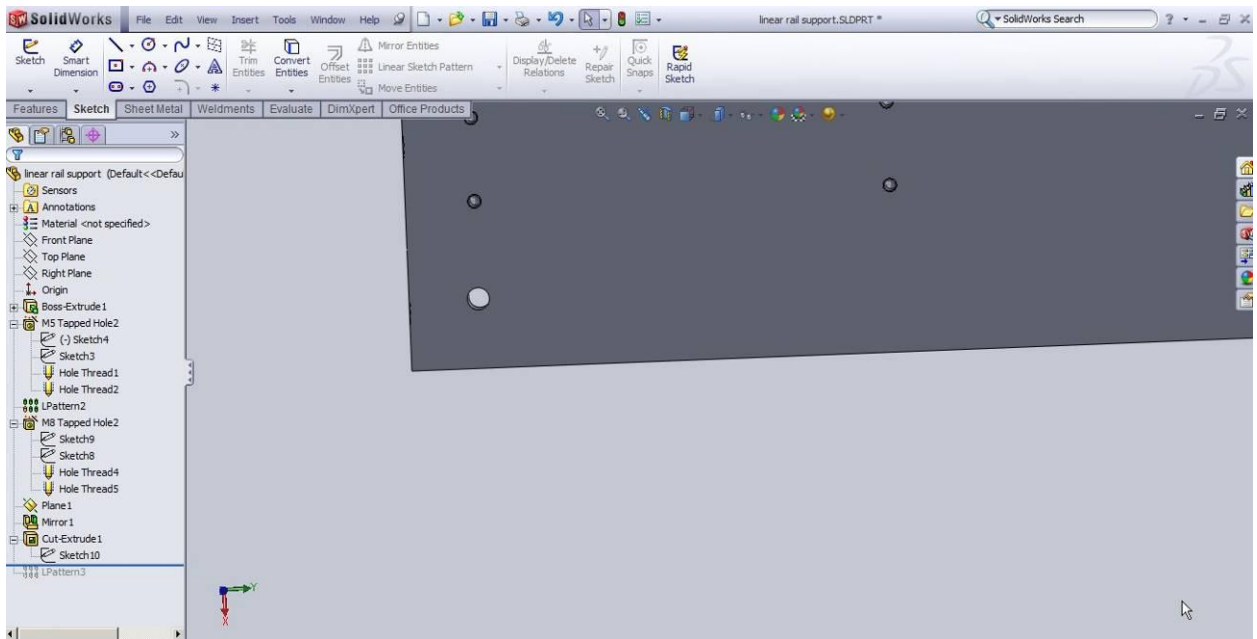 SolidWorks File Edit View Insert Tools Window Help linear rail support.SLDPRT * SolidWorks Search ?
Sketch Smart Dimension Trim Entities Convert Entities Offset Entities Mirror Entities Linear Sketch Pattern Move Entities Display/Delete Relations Repair Sketch Quick Snaps Rapid Sketch
Features Sketch Sheet Metal Weldments Evaluate DimXpert Office Products
linear rail support (Default<<Defau
Sensors
Annotations
Material <not specified>
Front Plane
Top Plane
Right Plane
Origin
Boss-Extrude1
M5 Tapped Hole2
(-) Sketch4
Sketch3
Hole Thread1
Hole Thread2
LPattern2
M8 Tapped Hole2
Sketch9
Sketch8
Hole Thread4
Hole Thread5
Plane1
Mirror1
Cut-Extrude1
Sketch10
LPattern3
Y
X